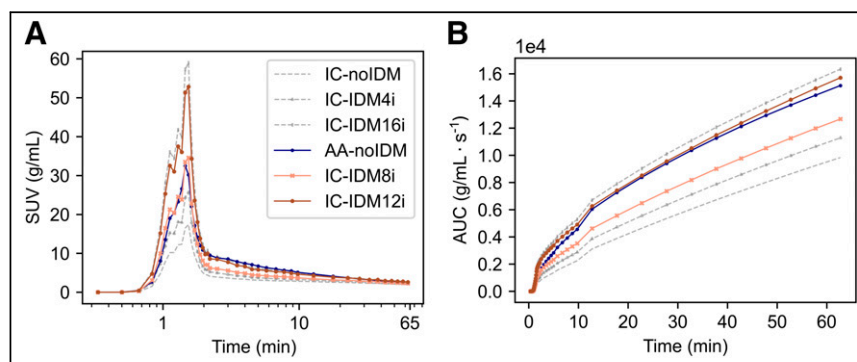 A
SUV (g/mL)
60
50
40
30
20
10
0
1
10
65
Time (min)
IC-noIDM
IC-IDM4i
IC-IDM16i
AA-noIDM
IC-IDM8i
IC-IDM12i
B
1e4
AUC (g/mL · s⁻¹)
1.6
1.4
1.2
1.0
0.8
0.6
0.4
0.2
0.0
0
10
20
30
40
50
60
Time (min)